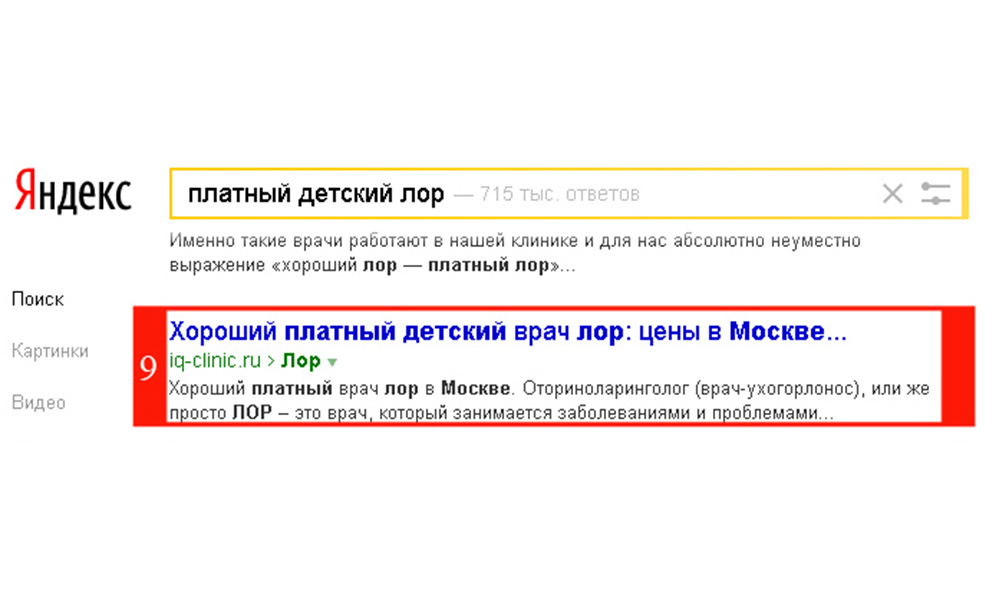 Яндекс
платный детский лор — 715 тыс. ответов
Именно такие врачи работают в нашей клинике и для нас абсолютно неуместно
выражение «хороший лор — платный лор»...
Поиск
Картинки
Видео
9
Хороший платный детский врач лор: цены в Москве...
iq-clinic.ru > Лор
Хороший платный врач лор в Москве. Оториноларинголог (врач-ухогорлонос), или же
просто ЛОР – это врач, который занимается заболеваниями и проблемами...